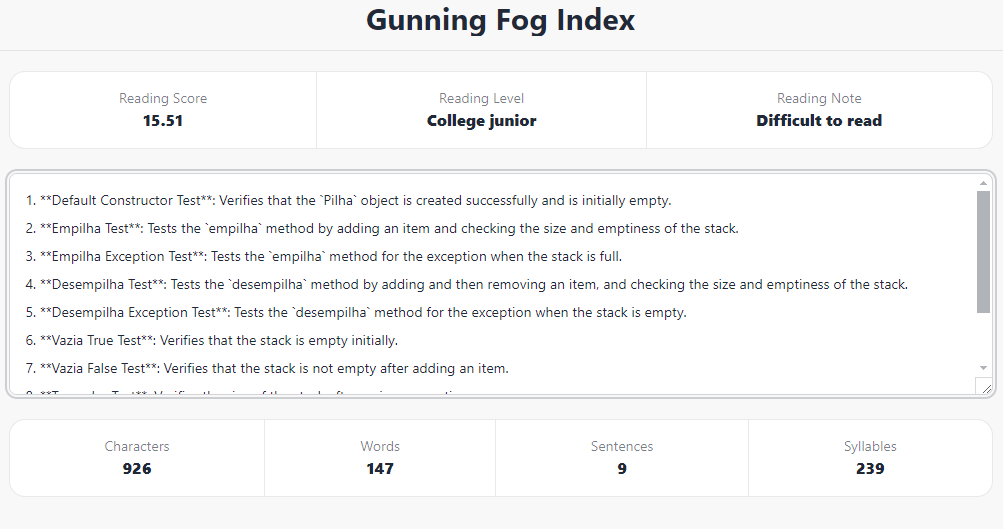 Gunning Fog Index
Reading Score
15.51
Reading Level
College junior
Reading Note
Difficult to read
1. **Default Constructor Test**: Verifies that the `Pilha` object is created successfully and is initially empty.
2. **Empilha Test**: Tests the `empilha` method by adding an item and checking the size and emptiness of the stack.
3. **Empilha Exception Test**: Tests the `empilha` method for the exception when the stack is full.
4. **Desempilha Test**: Tests the `desempilha` method by adding and then removing an item, and checking the size and emptiness of the stack.
5. **Desempilha Exception Test**: Tests the `desempilha` method for the exception when the stack is empty.
6. **Vazia True Test**: Verifies that the stack is empty initially.
7. **Vazia False Test**: Verifies that the stack is not empty after adding an item.
Characters
926
Words
147
Sentences
9
Syllables
239